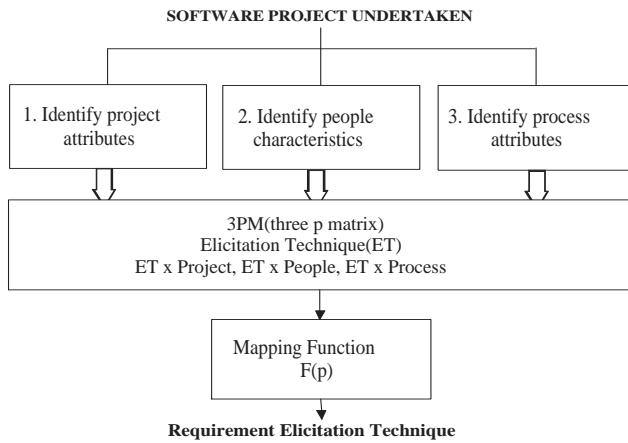 SOFTWARE PROJECT UNDERTAKEN
1. Identify project
attributes
2. Identify people
characteristics
3. Identify process
attributes
3PM(three p matrix)
Elicitation Technique(ET)
ET x Project, ET x People, ET x Process
Mapping Function
F(p)
Requirement Elicitation Technique